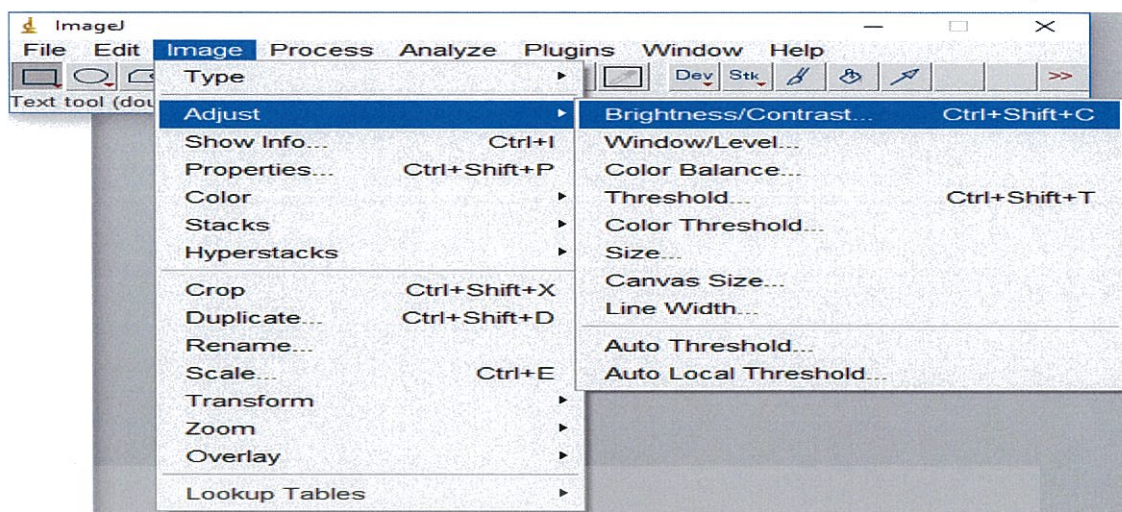 ImageJ
File Edit Image Process Analyze Plugins Window Help
Dev Stk >>
Text tool (dou
Type
Adjust
Show Info... Ctrl+I
Properties... Ctrl+Shift+P
Color
Stacks
Hyperstacks
Crop Ctrl+Shift+X
Duplicate... Ctrl+Shift+D
Rename...
Scale... Ctrl+E
Transform
Zoom
Overlay
Lookup Tables
Brightness/Contrast... Ctrl+Shift+C
Window/Level...
Color Balance...
Threshold... Ctrl+Shift+T
Color Threshold...
Size...
Canvas Size...
Line Width...
Auto Threshold...
Auto Local Threshold...